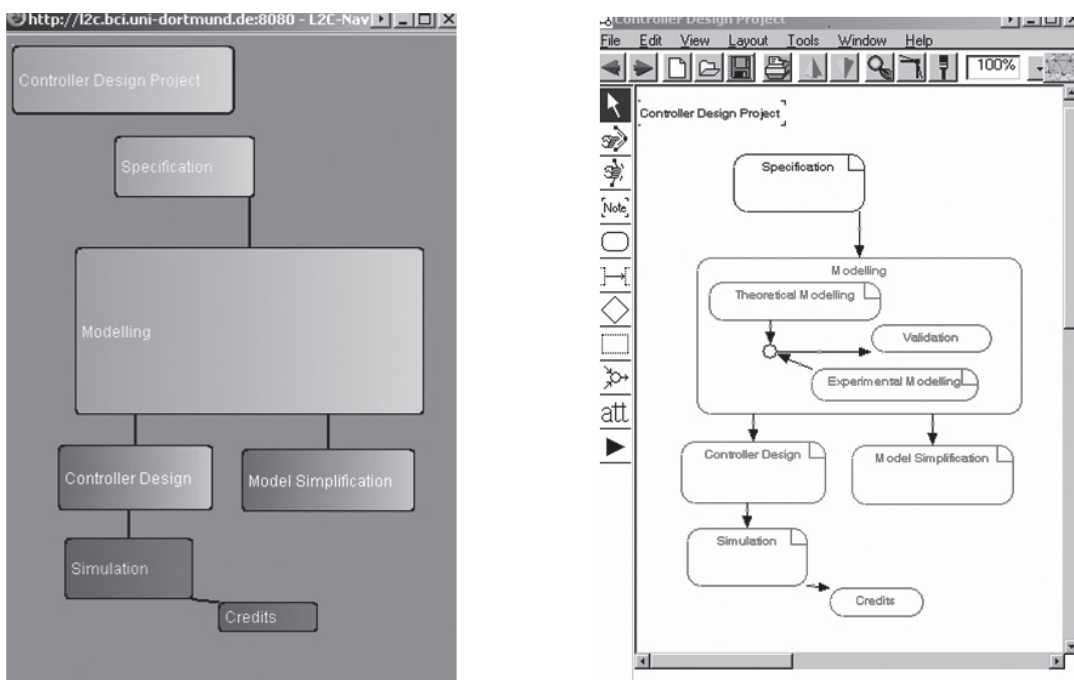 http://l2c.bci.uni-dortmund.de:8080 - L2C-Nav
Controller Design Project
Specification
Modelling
Controller Design
Model Simplification
Simulation
Credits
Controller Design Project
File Edit View Layout Tools Window Help
100%
Controller Design Project
Specification
[Note]
Modelling
Theoretical Modelling
Validation
Experimental Modelling
att
Controller Design
Model Simplification
Simulation
Credits